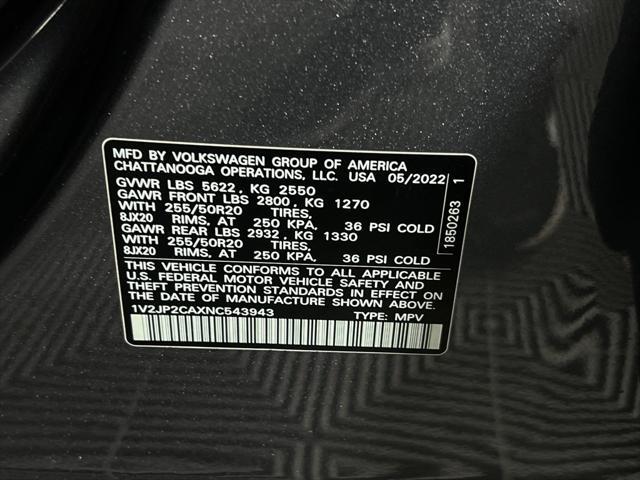 MFD BY VOLKSWAGEN GROUP OF AMERICA
CHATTANOOGA OPERATIONS, LLC. USA 05/2022
GVWR LBS 5622, KG 2550
GAWR FRONT LBS 2800, KG 1270
WITH 255/50R20 TIRES,
8JX20 RIMS, AT 250 KPA, 36 PSI COLD
GAWR REAR LBS 2932, KG 1330
WITH 255/50R20 TIRES,
8JX20 RIMS, AT 250 KPA, 36 PSI COLD
THIS VEHICLE CONFORMS TO ALL APPLICABLE
U.S. FEDERAL MOTOR VEHICLE SAFETY AND
THEFT PREVENTION STANDARDS IN EFFECT ON
THE DATE OF MANUFACTURE SHOWN ABOVE.
1V2JP2CAXNC543943 TYPE: MPV
1850263 1